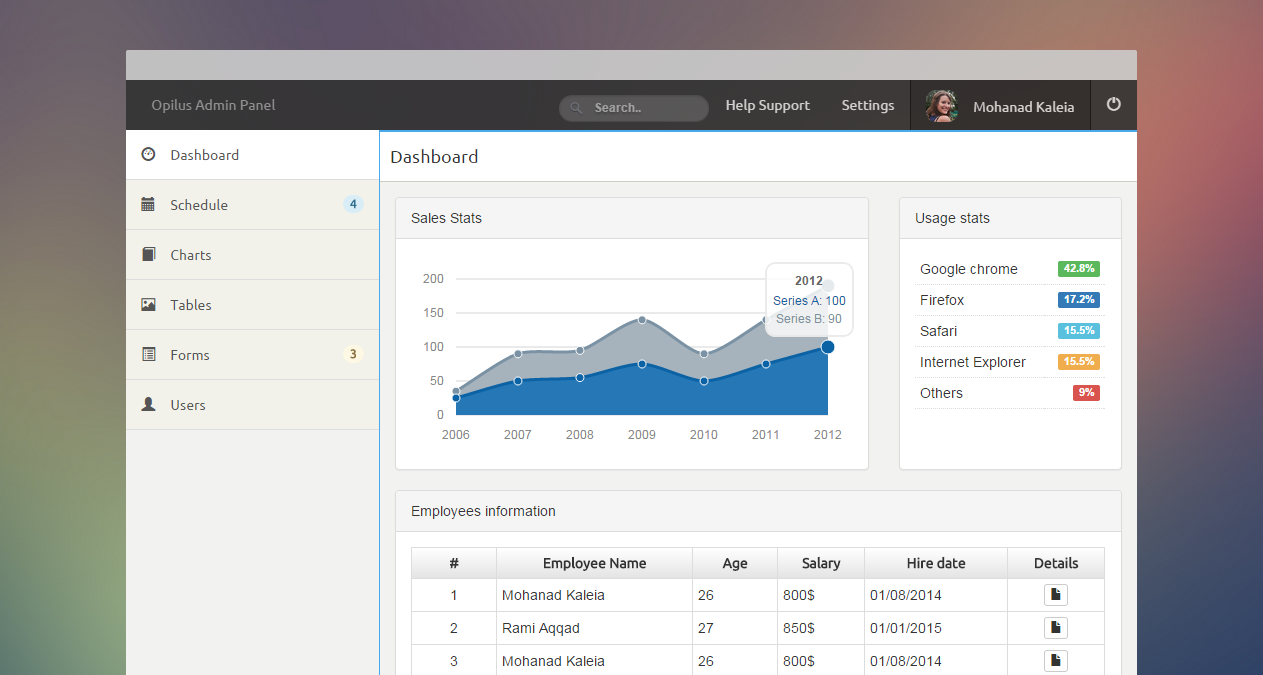 Opilus Admin Panel
Search..
Help Support
Settings
Mohanad Kaleia
Dashboard
Schedule 4
Charts
Tables
Forms 3
Users
Dashboard
Sales Stats
200
150
100
50
0
2006 2007 2008 2009 2010 2011 2012
2012
Series A: 100
Series B: 90
Usage stats
Google chrome 42.8%
Firefox 17.2%
Safari 15.5%
Internet Explorer 15.5%
Others 9%
Employees information
# Employee Name Age Salary Hire date Details
1 Mohanad Kaleia 26 800$ 01/08/2014
2 Rami Aqqad 27 850$ 01/01/2015
3 Mohanad Kaleia 26 800$ 01/08/2014